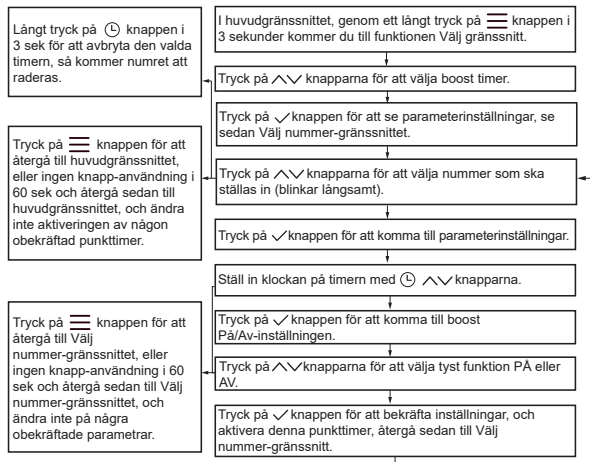 Långt tryck på knappen i
3 sek för att avbryta den valda
timern, så kommer numret att
raderas.
Tryck på knappen för att
återgå till huvudgränssnittet,
eller ingen knapp-användning i
60 sek och återgå sedan till
huvudgränssnittet, och ändra
inte aktiveringen av någon
obekräftad punkttimer.
Tryck på knappen för att
återgå till Välj
nummer-gränssnittet, eller
ingen knapp-användning i 60
sek och återgå sedan till Välj
nummer-gränssnittet, och
ändra inte på några
obekräftade parametrar.
I huvudgränssnittet, genom ett långt tryck på knappen i
3 sekunder kommer du till funktionen Välj gränssnitt.
Tryck på knapparna för att välja boost timer.
Tryck på knappen för att se parameterinställningar, se
sedan Välj nummer-gränssnittet.
Tryck på knapparna för att välja nummer som ska
ställas in (blinkar långsamt).
Tryck på knappen för att komma till parameterinställningar.
Ställ in klockan på timern med knapparna.
Tryck på knappen för att komma till boost
På/Av-inställningen.
Tryck på knapparna för att välja tyst funktion PÅ eller
AV.
Tryck på knappen för att bekräfta inställningar, och
aktivera denna punkttimer, återgå sedan till Välj
nummer-gränssnitt.